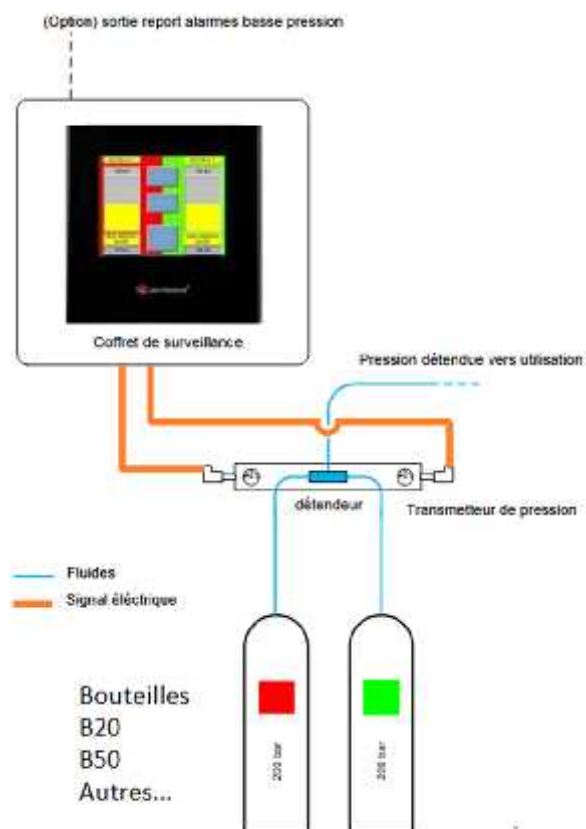 (Option) sortie report alarmes basse pression
Coffret de surveillance
Pression détendue vers utilisation
détendeur
Transmetteur de pression
Fluides
Signal éléctrique
Bouteilles
B20
B50
Autres...
200 bar
200 bar